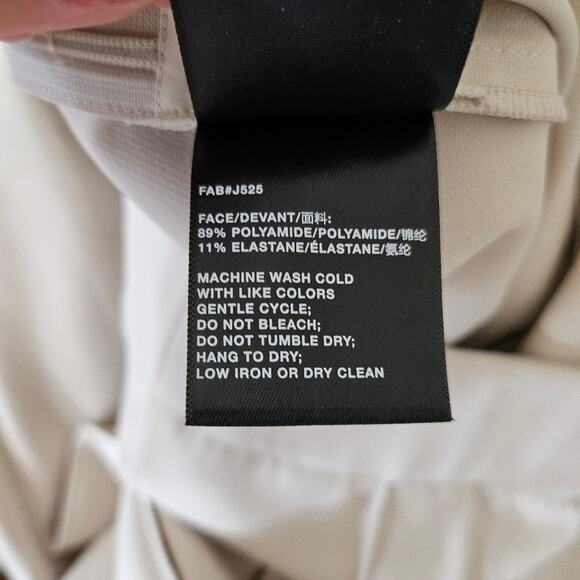 FAB#J525
FACE/DEVANT/面料:
89% POLYAMIDE/POLYAMIDE/锦纶
11% ELASTANE/ÉLASTANE/氨纶
MACHINE WASH COLD
WITH LIKE COLORS
GENTLE CYCLE;
DO NOT BLEACH;
DO NOT TUMBLE DRY;
HANG TO DRY;
LOW IRON OR DRY CLEAN